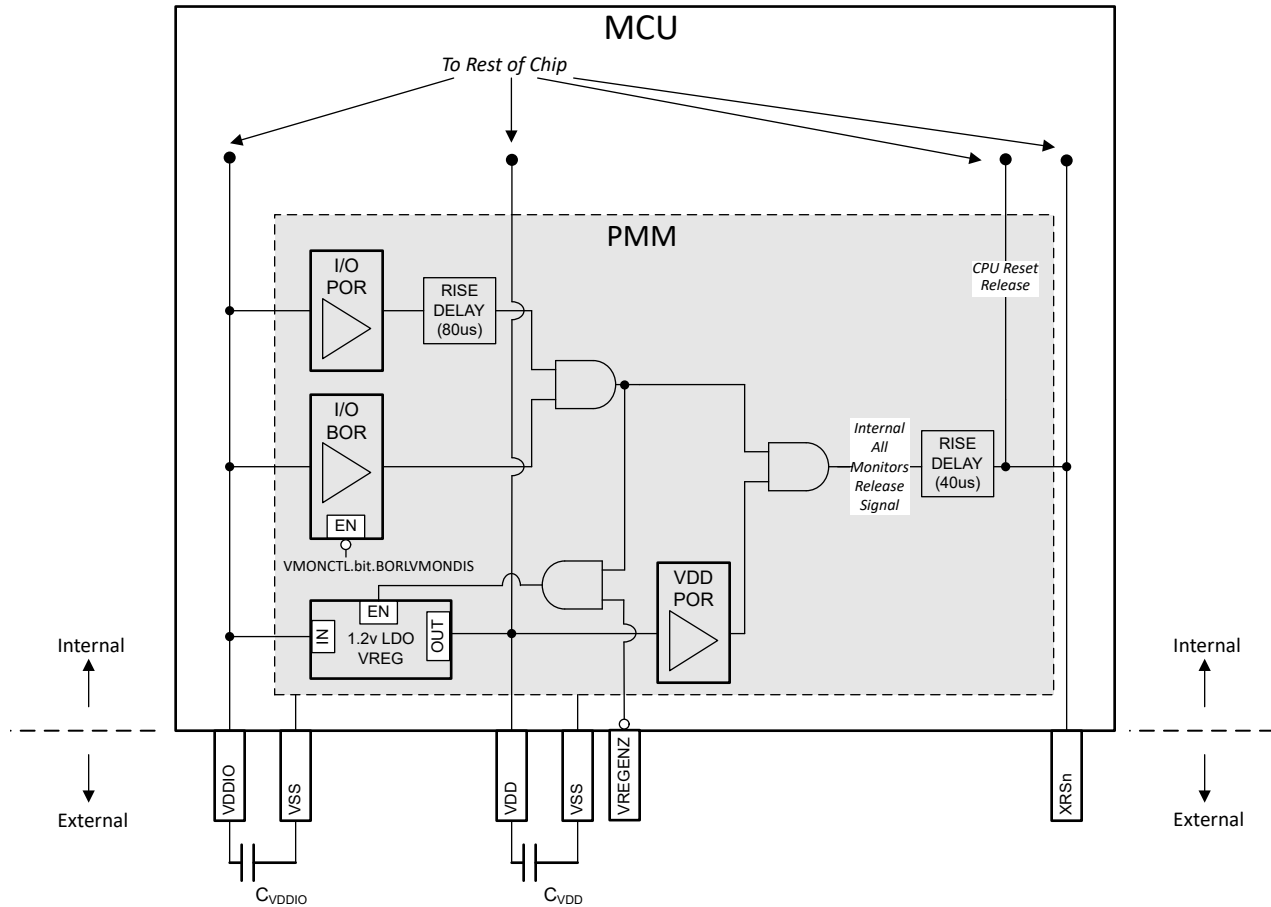 MCU
To Rest of Chip
PMM
I/O
POR
RISE
DELAY
(80us)
CPU Reset
Release
I/O
BOR
EN
VMONCTL.bit.BORLVMONDIS
Internal
All
Monitors
Release
Signal
RISE
DELAY
(40us)
EN
IN
1.2v LDO
VREG
OUT
VDD
POR
Internal
Internal
External
External
VDDIO
VSS
VDD
VSS
VREGENZ
XRSn
CVDDIO
CVDD